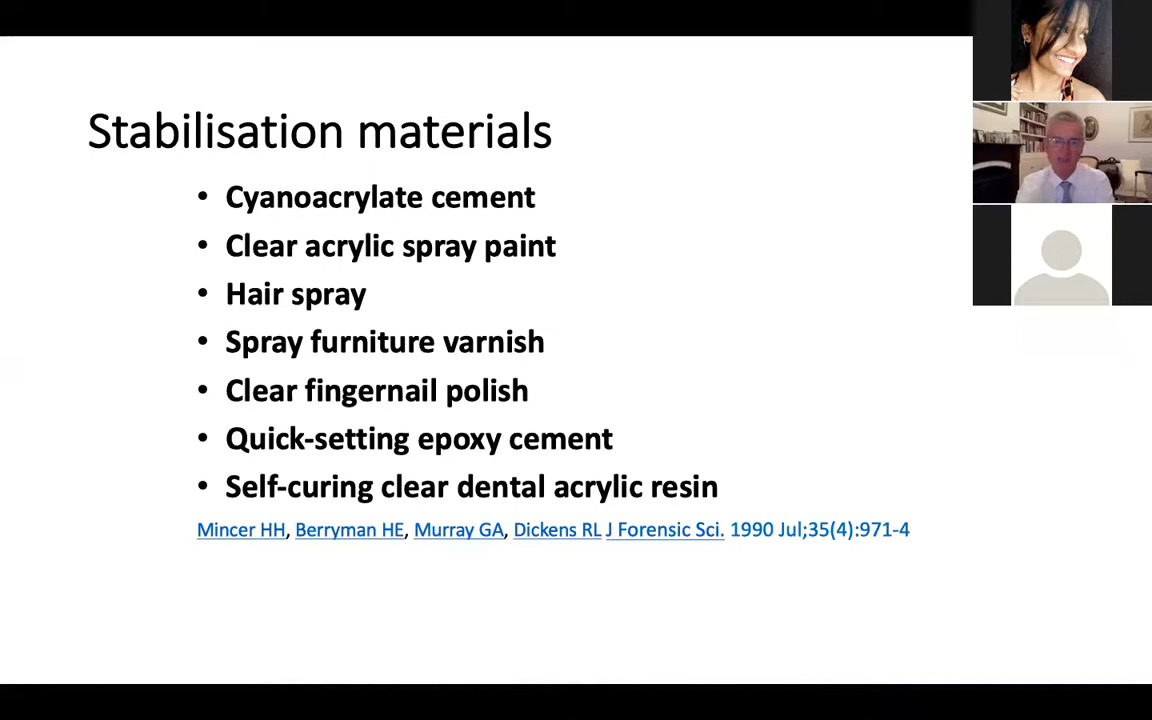 Stabilisation materials
• Cyanoacrylate cement
• Clear acrylic spray paint
• Hair spray
• Spray furniture varnish
• Clear fingernail polish
• Quick-setting epoxy cement
• Self-curing clear dental acrylic resin
Mincer HH, Berryman HE, Murray GA, Dickens RL J Forensic Sci. 1990 Jul;35(4):971-4